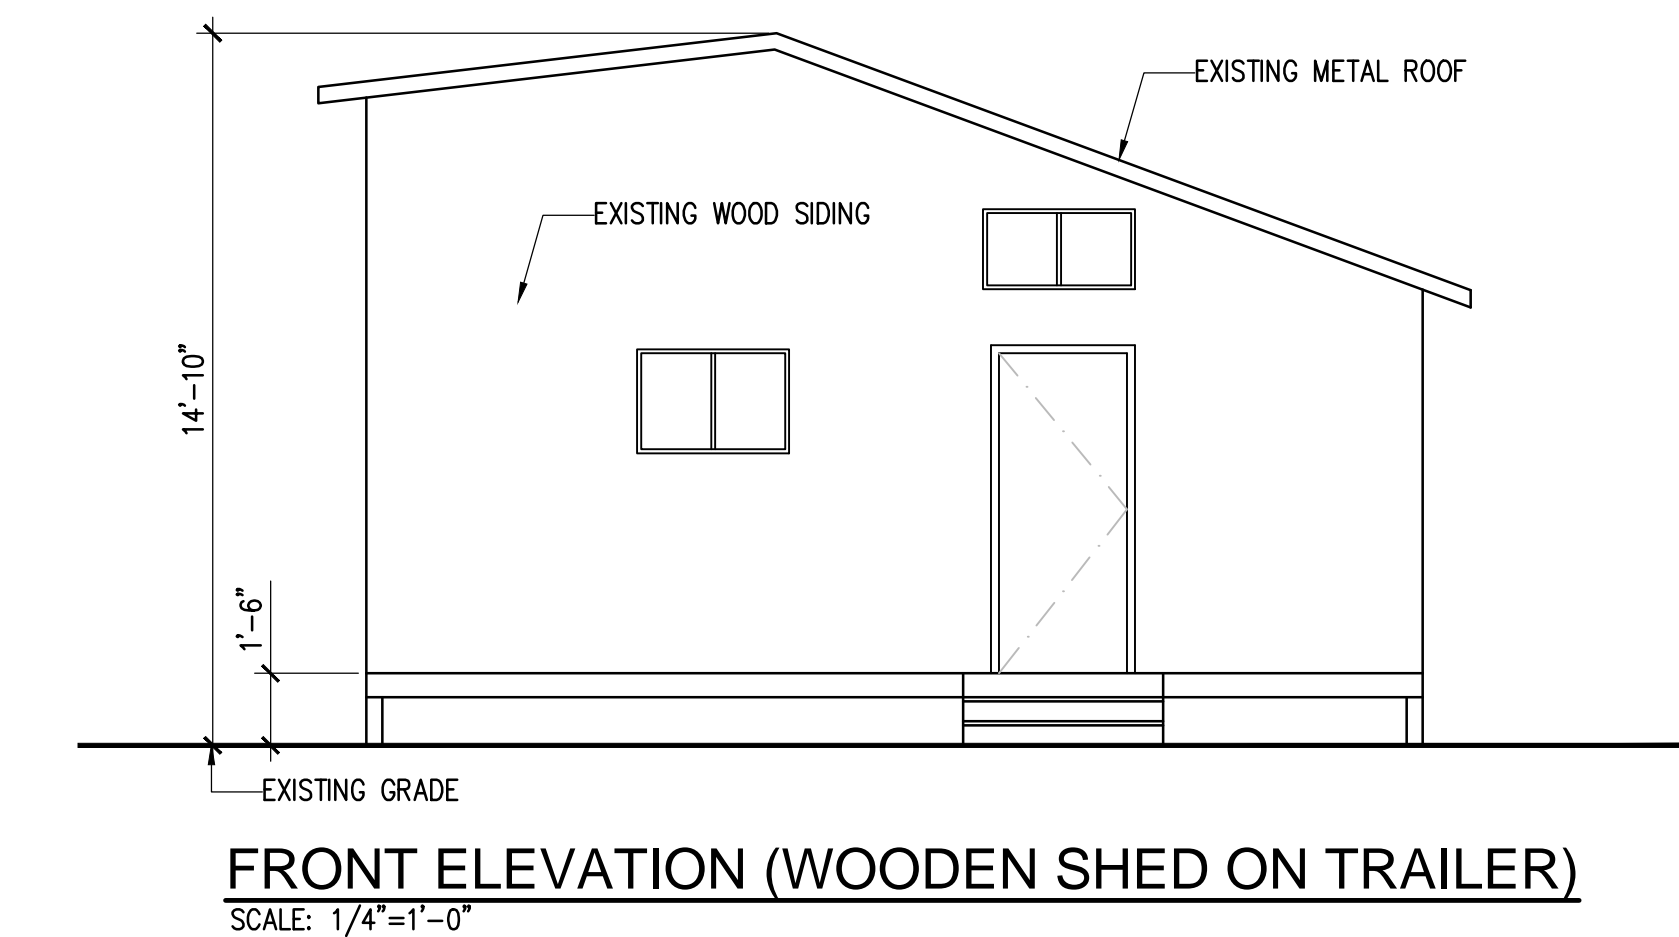 EXISTING METAL ROOF
EXISTING WOOD SIDING
14'-10"
1'-6"
EXISTING GRADE
FRONT ELEVATION (WOODEN SHED ON TRAILER)
SCALE: 1/4"=1'-0"